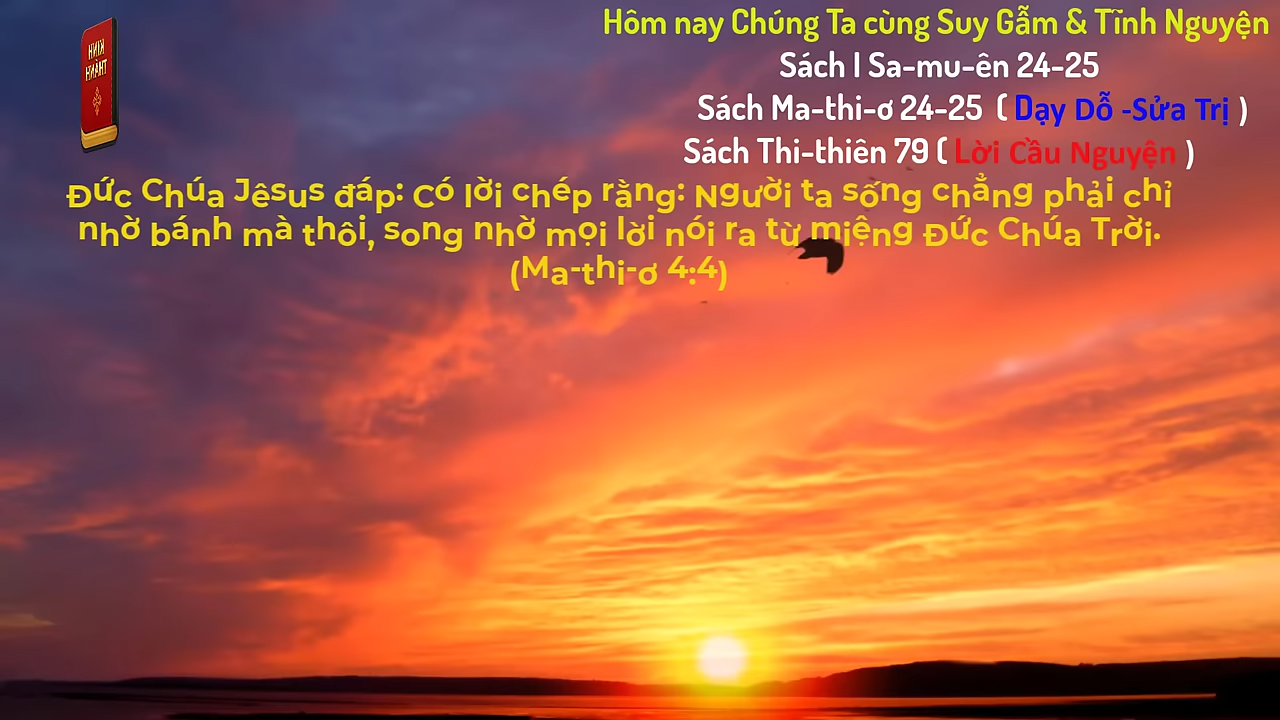 KINH
THÁNH
Hôm nay Chúng Ta cùng Suy Gẫm & Tĩnh Nguyện
Sách I Sa-mu-ên 24-25
Sách Ma-thi-ơ 24-25 ( Dạy Dỗ -Sửa Trị )
Sách Thi-thiên 79 ( Lời Cầu Nguyện )
Đức Chúa Jêsus đáp: Có lời chép rằng: Người ta sống chẳng phải chỉ
nhờ bánh mà thôi, song nhờ mọi lời nói ra từ miệng Đức Chúa Trời.
(Ma-thi-ơ 4:4)